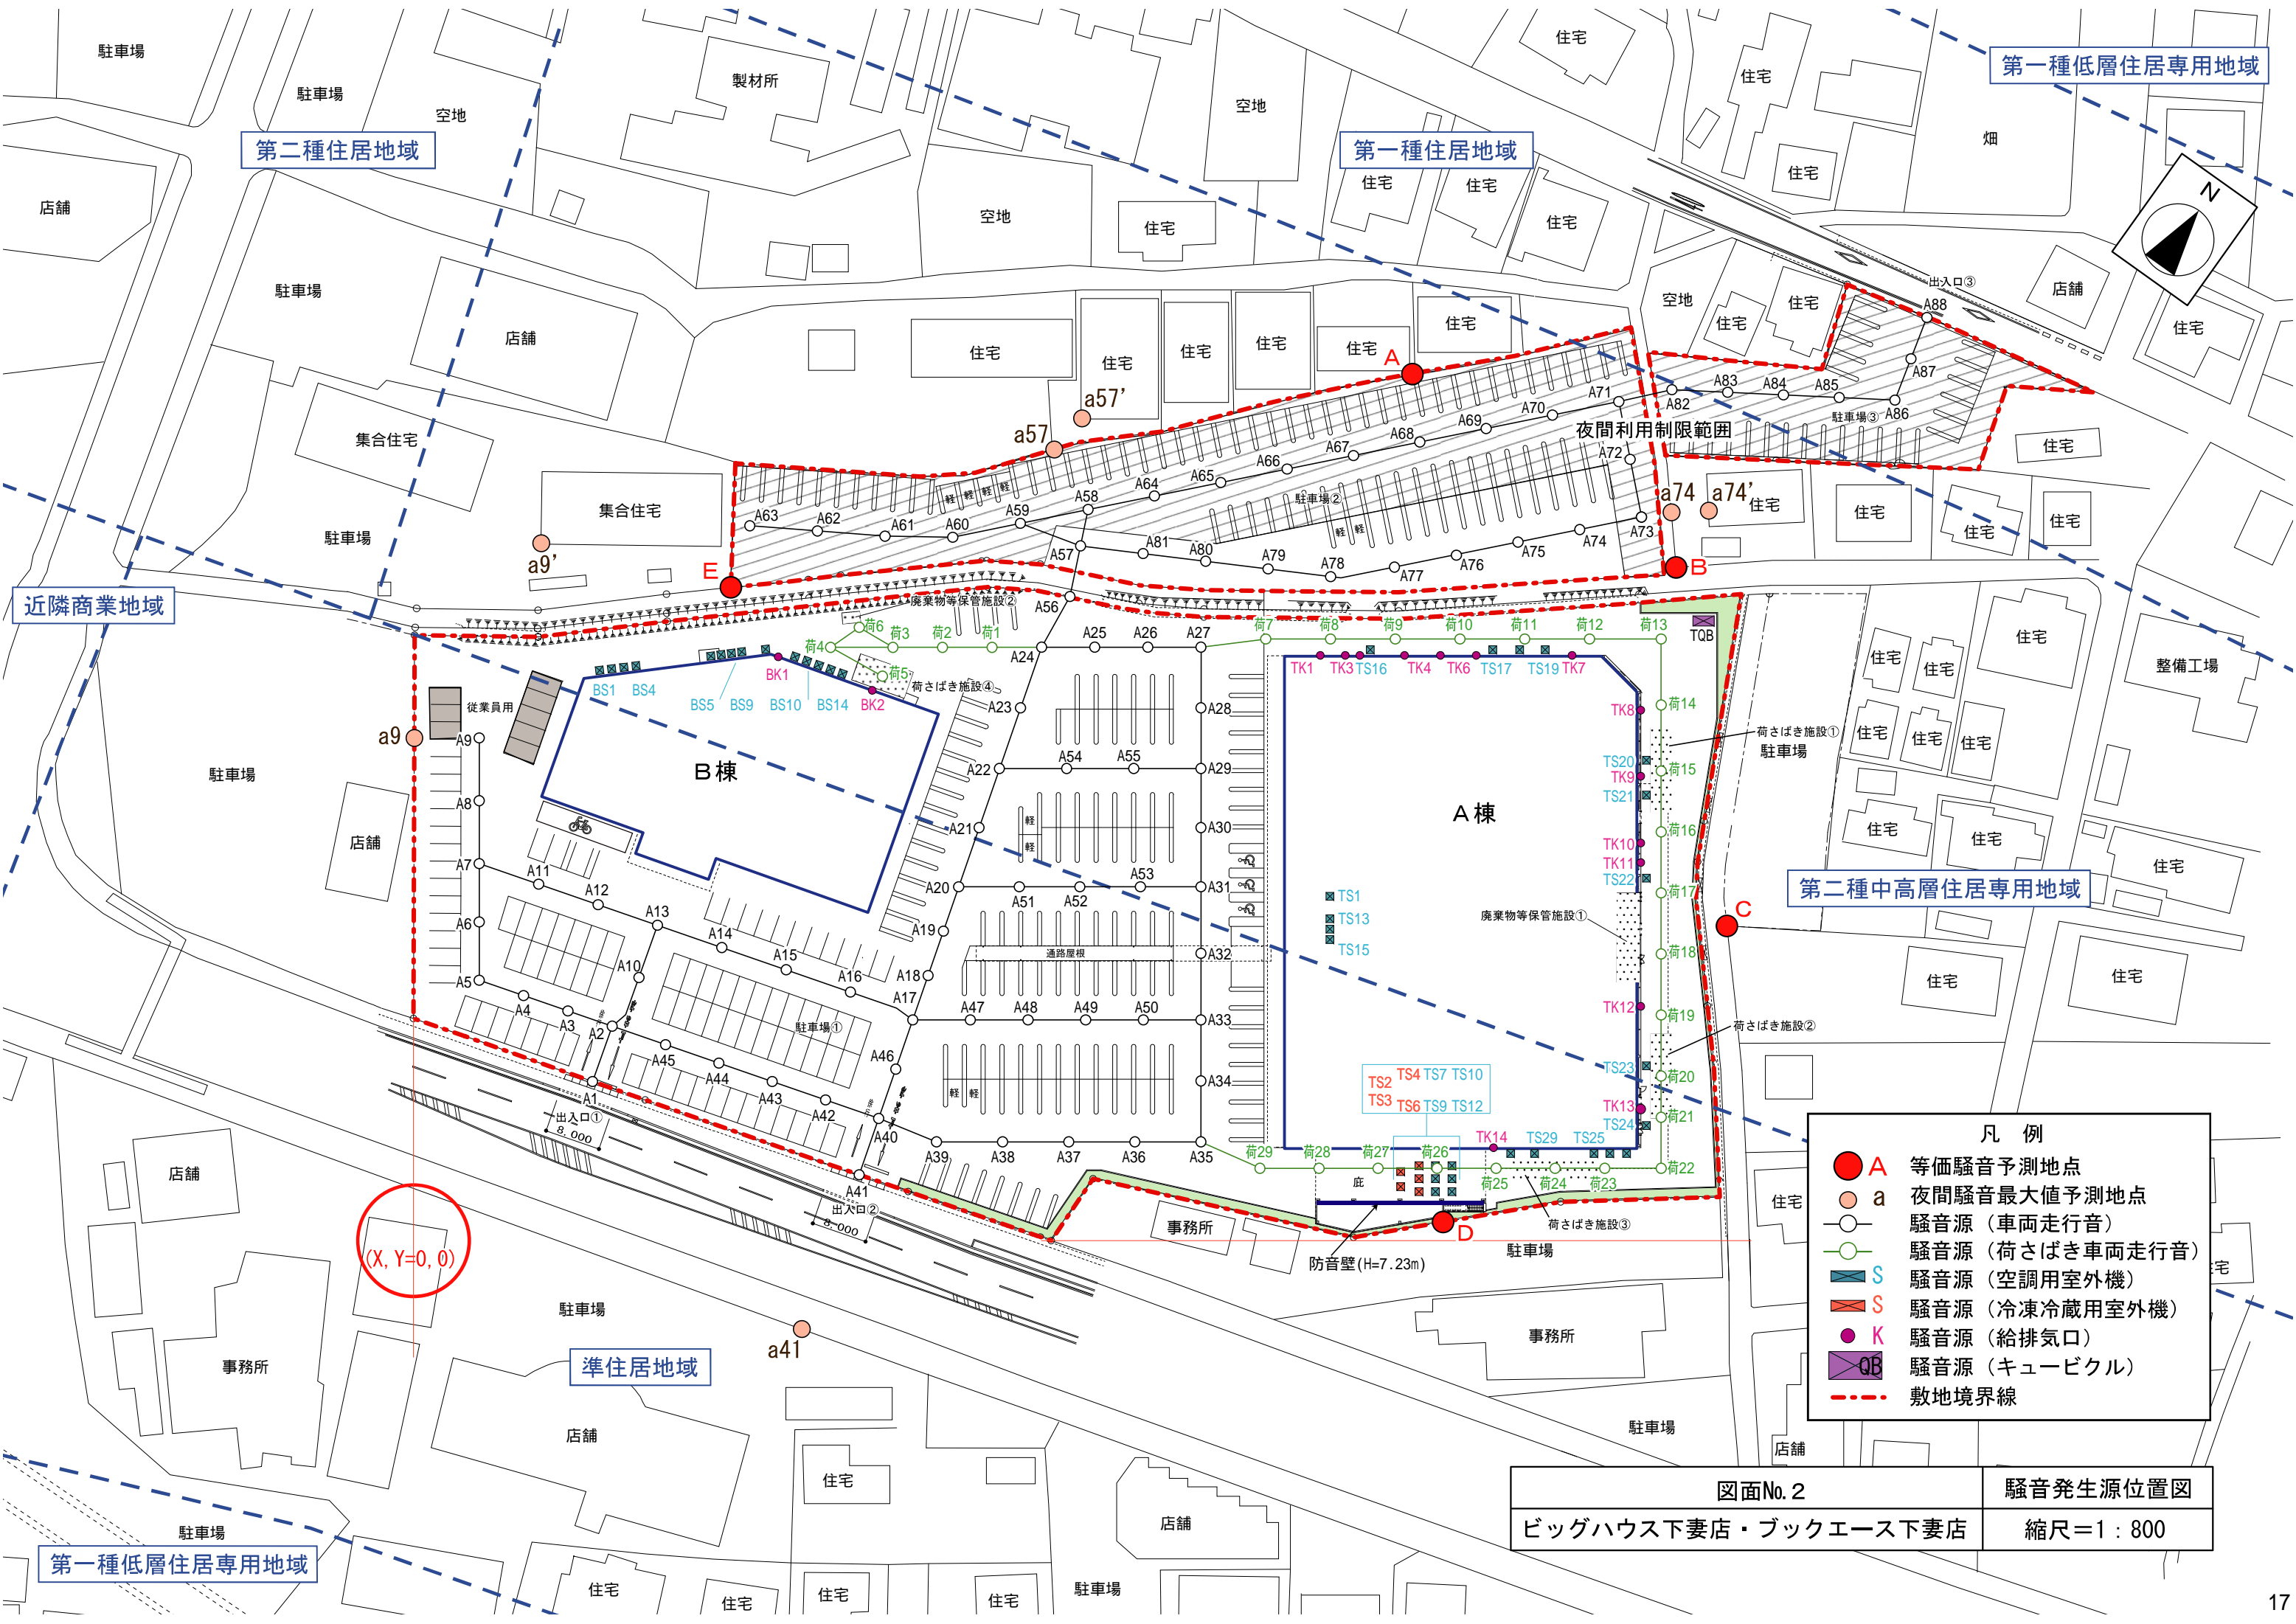 駐車場
駐車場
空地
製材所
空地
住宅
住宅
第一種低層住居専用地域
第二種住居地域
第一種住居地域
畑
店舗
空地
住宅
住宅
住宅
住宅
住宅
N
駐車場
店舗
出入口③
店舗
空地
住宅
住宅
住宅
A88
住宅
住宅
住宅
住宅
住宅
住宅
A
A87
a57'
A71
A82
A83
A84
A85
A86
駐車場③
集合住宅
a57
A70
A69
A68
夜間利用制限範囲
住宅
A67
A66
A72
A65
A64
軽 軽 軽 軽
A58
A59
駐車場②
a74
a74'
住宅
住宅
住宅
住宅
集合住宅
A63
A62
A61
A60
軽 軽
A73
駐車場
A57
A81
A80
A79
A78
A77
A76
A75
A74
a9'
E
B
近隣商業地域
廃棄物等保管施設②
A56
荷6
荷4
荷3
荷2
荷1
A24
A25
A26
A27
荷7
荷8
荷9
荷10
荷11
荷12
荷13
TQB
住宅
住宅
住宅
整備工場
BK1
荷5
荷さばき施設④
TK1
TK3
TS16
TK4
TK6
TS17
TS19
TK7
BS1
BS4
BS5
BS9
BS10
BS14
BK2
従業員用
A23
A28
TK8
荷14
荷さばき施設①
駐車場
住宅
住宅
住宅
a9
A9
B棟
A22
A54
A55
A29
TS20
TK9
荷15
TS21
駐車場
A8
A21
軽
軽
A30
A棟
荷16
住宅
住宅
店舗
TK10
TK11
TS22
住宅
A7
A11
A12
A20
A51
A52
A53
A31
荷17
第二種中高層住居専用地域
TS1
TS13
TS15
廃棄物等保管施設①
C
A6
A13
A14
A19
通路屋根
A32
荷18
A5
A10
A15
A16
A18
A17
住宅
住宅
A4
A3
A2
駐車場①
A47
A48
A49
A50
A33
TK12
荷19
荷さばき施設②
A45
A44
A43
A42
A46
軽 軽
A34
TS2
TS3
TS4 TS7 TS10
TS6 TS9 TS12
TS23
荷20
TK13
TS24
荷21
A1
出入口①
8,000
A40
A39
A38
A37
A36
A35
荷29
荷28
荷27
荷26
TK14
TS29
TS25
荷25
荷24
荷23
荷22
庇
店舗
A41
出入口②
8,000
事務所
D
荷さばき施設③
駐車場
住宅
防音壁(H=7.23m)
(X,Y=0,0)
駐車場
事務所
a41
準住居地域
事務所
凡 例
A 等価騒音予測地点
a 夜間騒音最大値予測地点
騒音源（車両走行音）
騒音源（荷さばき車両走行音）
S 騒音源（空調用室外機）
S 騒音源（冷凍冷蔵用室外機）
K 騒音源（給排気口）
QB 騒音源（キュービクル）
敷地境界線
宅
店舗
駐車場
店舗
住宅
駐車場
店舗
第一種低層住居専用地域
住宅
住宅
住宅
住宅
駐車場
図面No.2
騒音発生源位置図
ビッグハウス下妻店・ブックエース下妻店
縮尺＝1：800
17